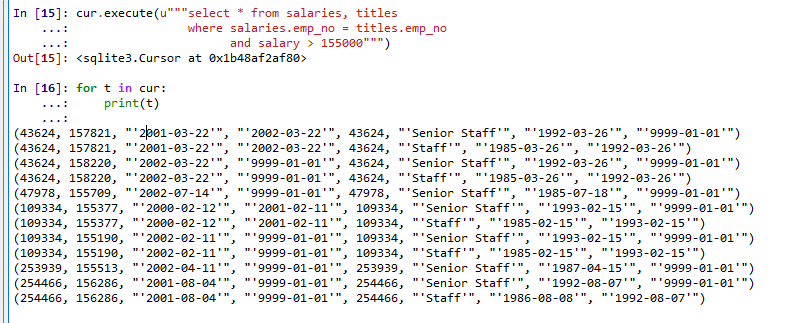 In [15]: cur.execute(u"""select * from salaries, titles
    ...:                 where salaries.emp_no = titles.emp_no
    ...:                       and salary > 155000""")
Out[15]: <sqlite3.Cursor at 0x1b48af2af80>
In [16]: for t in cur:
    ...:     print(t)
    ...:
(43624, 157821, "'2001-03-22'", "'2002-03-22'", 43624, "'Senior Staff'", "'1992-03-26'", "'9999-01-01'")
(43624, 157821, "'2001-03-22'", "'2002-03-22'", 43624, "'Staff'", "'1985-03-26'", "'1992-03-26'")
(43624, 158220, "'2002-03-22'", "'9999-01-01'", 43624, "'Senior Staff'", "'1992-03-26'", "'9999-01-01'")
(43624, 158220, "'2002-03-22'", "'9999-01-01'", 43624, "'Staff'", "'1985-03-26'", "'1992-03-26'")
(47978, 155709, "'2002-07-14'", "'9999-01-01'", 47978, "'Senior Staff'", "'1985-07-18'", "'9999-01-01'")
(109334, 155377, "'2000-02-12'", "'2001-02-11'", 109334, "'Senior Staff'", "'1993-02-15'", "'9999-01-01'")
(109334, 155377, "'2000-02-12'", "'2001-02-11'", 109334, "'Staff'", "'1985-02-15'", "'1993-02-15'")
(109334, 155190, "'2002-02-11'", "'9999-01-01'", 109334, "'Senior Staff'", "'1993-02-15'", "'9999-01-01'")
(109334, 155190, "'2002-02-11'", "'9999-01-01'", 109334, "'Staff'", "'1985-02-15'", "'1993-02-15'")
(253939, 155513, "'2002-04-11'", "'9999-01-01'", 253939, "'Senior Staff'", "'1987-04-15'", "'9999-01-01'")
(254466, 156286, "'2001-08-04'", "'9999-01-01'", 254466, "'Senior Staff'", "'1992-08-07'", "'9999-01-01'")
(254466, 156286, "'2001-08-04'", "'9999-01-01'", 254466, "'Staff'", "'1986-08-08'", "'1992-08-07'")